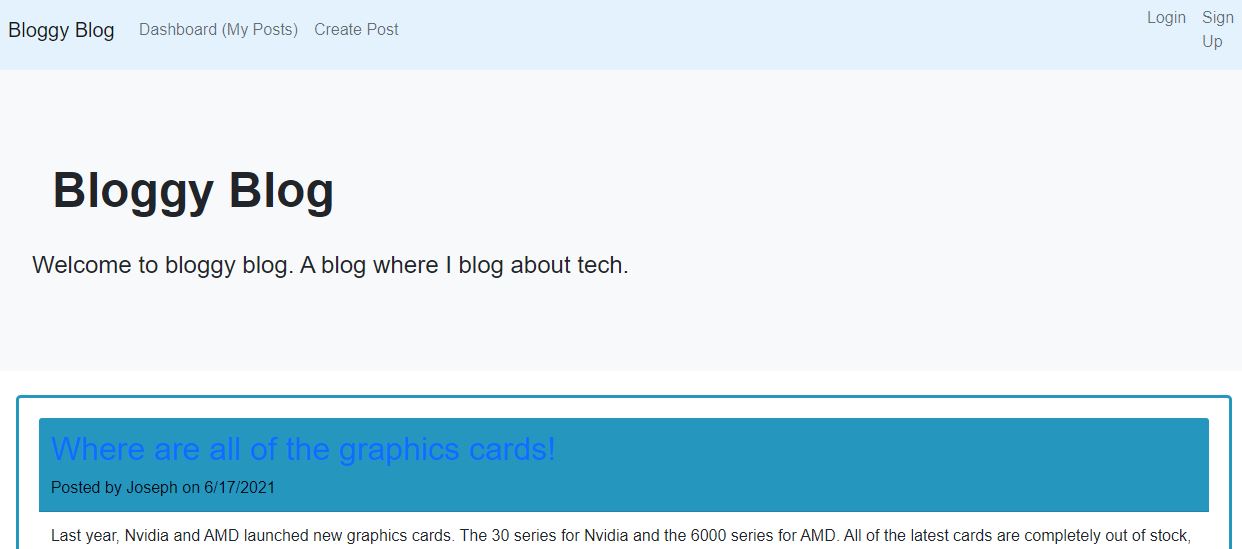 Bloggy Blog Dashboard (My Posts) Create Post Login Sign
Up
Bloggy Blog
Welcome to bloggy blog. A blog where I blog about tech.
Where are all of the graphics cards!
Posted by Joseph on 6/17/2021
Last year, Nvidia and AMD launched new graphics cards. The 30 series for Nvidia and the 6000 series for AMD. All of the latest cards are completely out of stock,